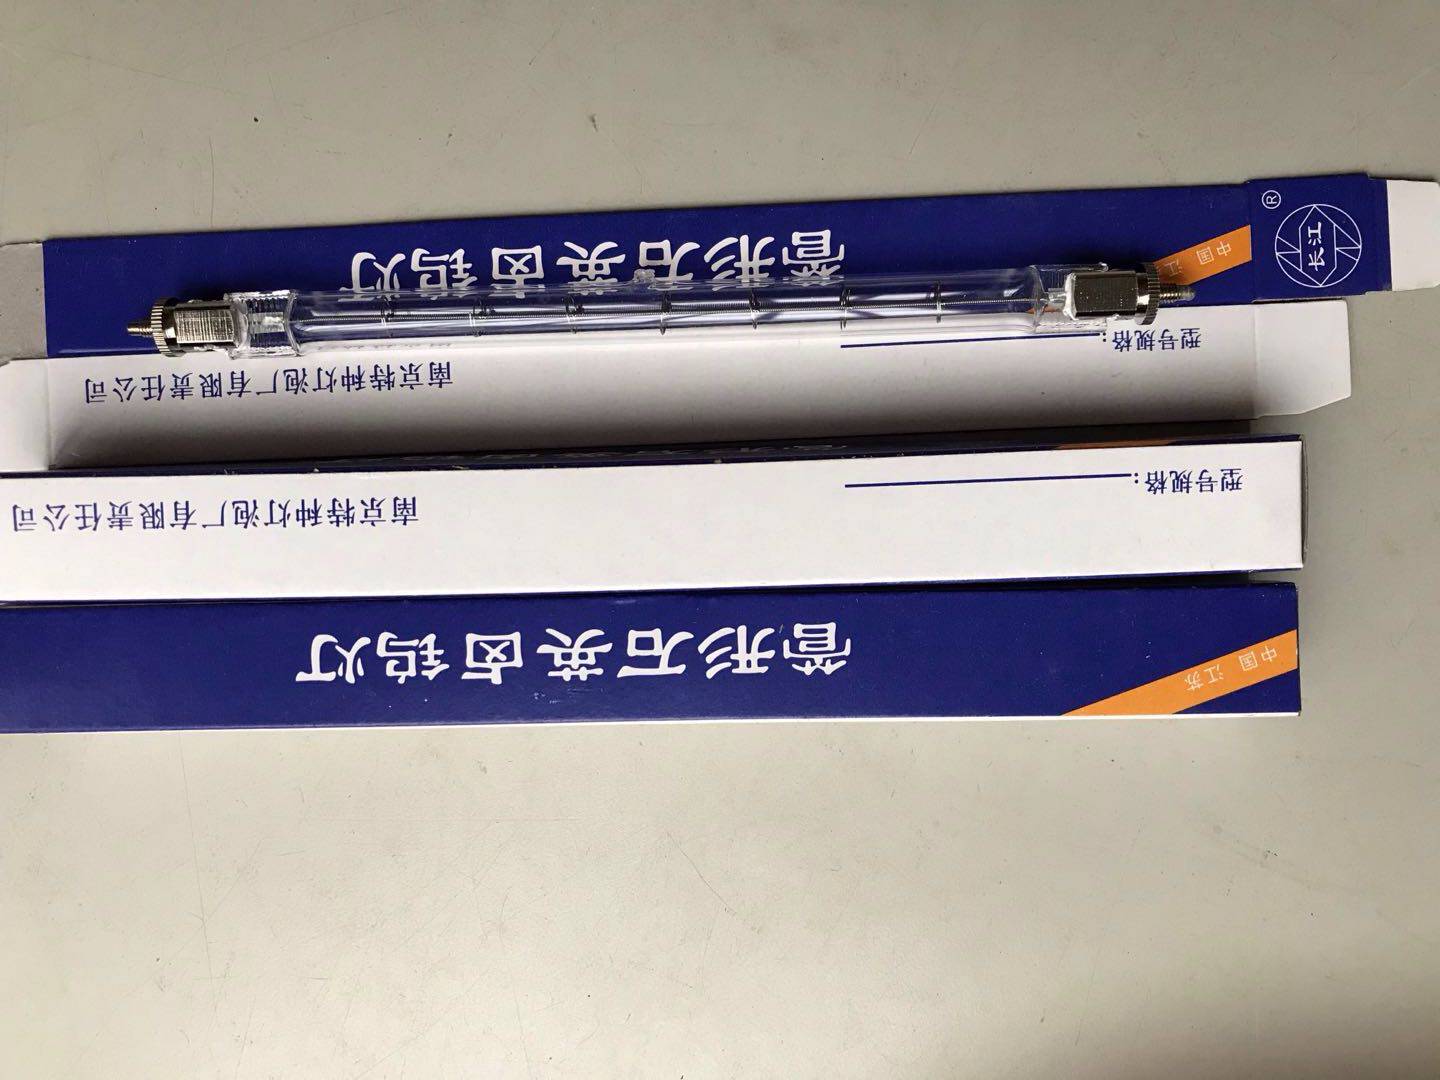 管形石英卤钨灯
中国 江
长江
®
型号规格:
南京特种灯泡厂有限责任公司
型号规格:
南京特种灯泡厂有限责任公司
管形石英卤钨灯
中国 江苏